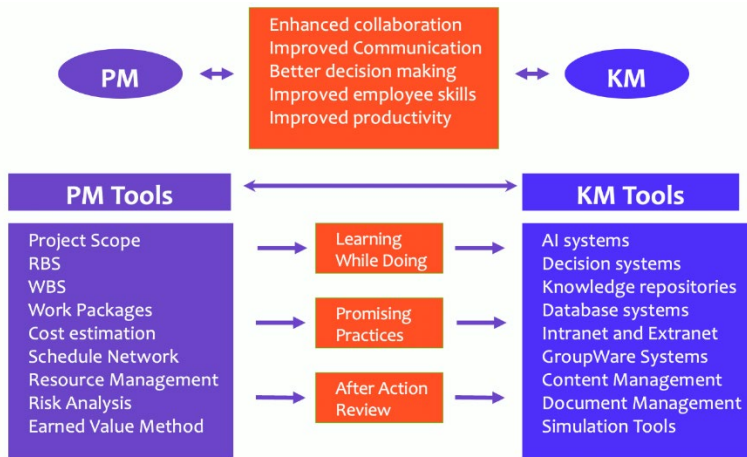 PM
Enhanced collaboration
Improved Communication
Better decision making
Improved employee skills
Improved productivity
KM
PM Tools
KM Tools
Project Scope
RBS
WBS
Work Packages
Cost estimation
Schedule Network
Resource Management
Risk Analysis
Earned Value Method
Learning
While Doing
Promising
Practices
After Action
Review
AI systems
Decision systems
Knowledge repositories
Database systems
Intranet and Extranet
GroupWare Systems
Content Management
Document Management
Simulation Tools